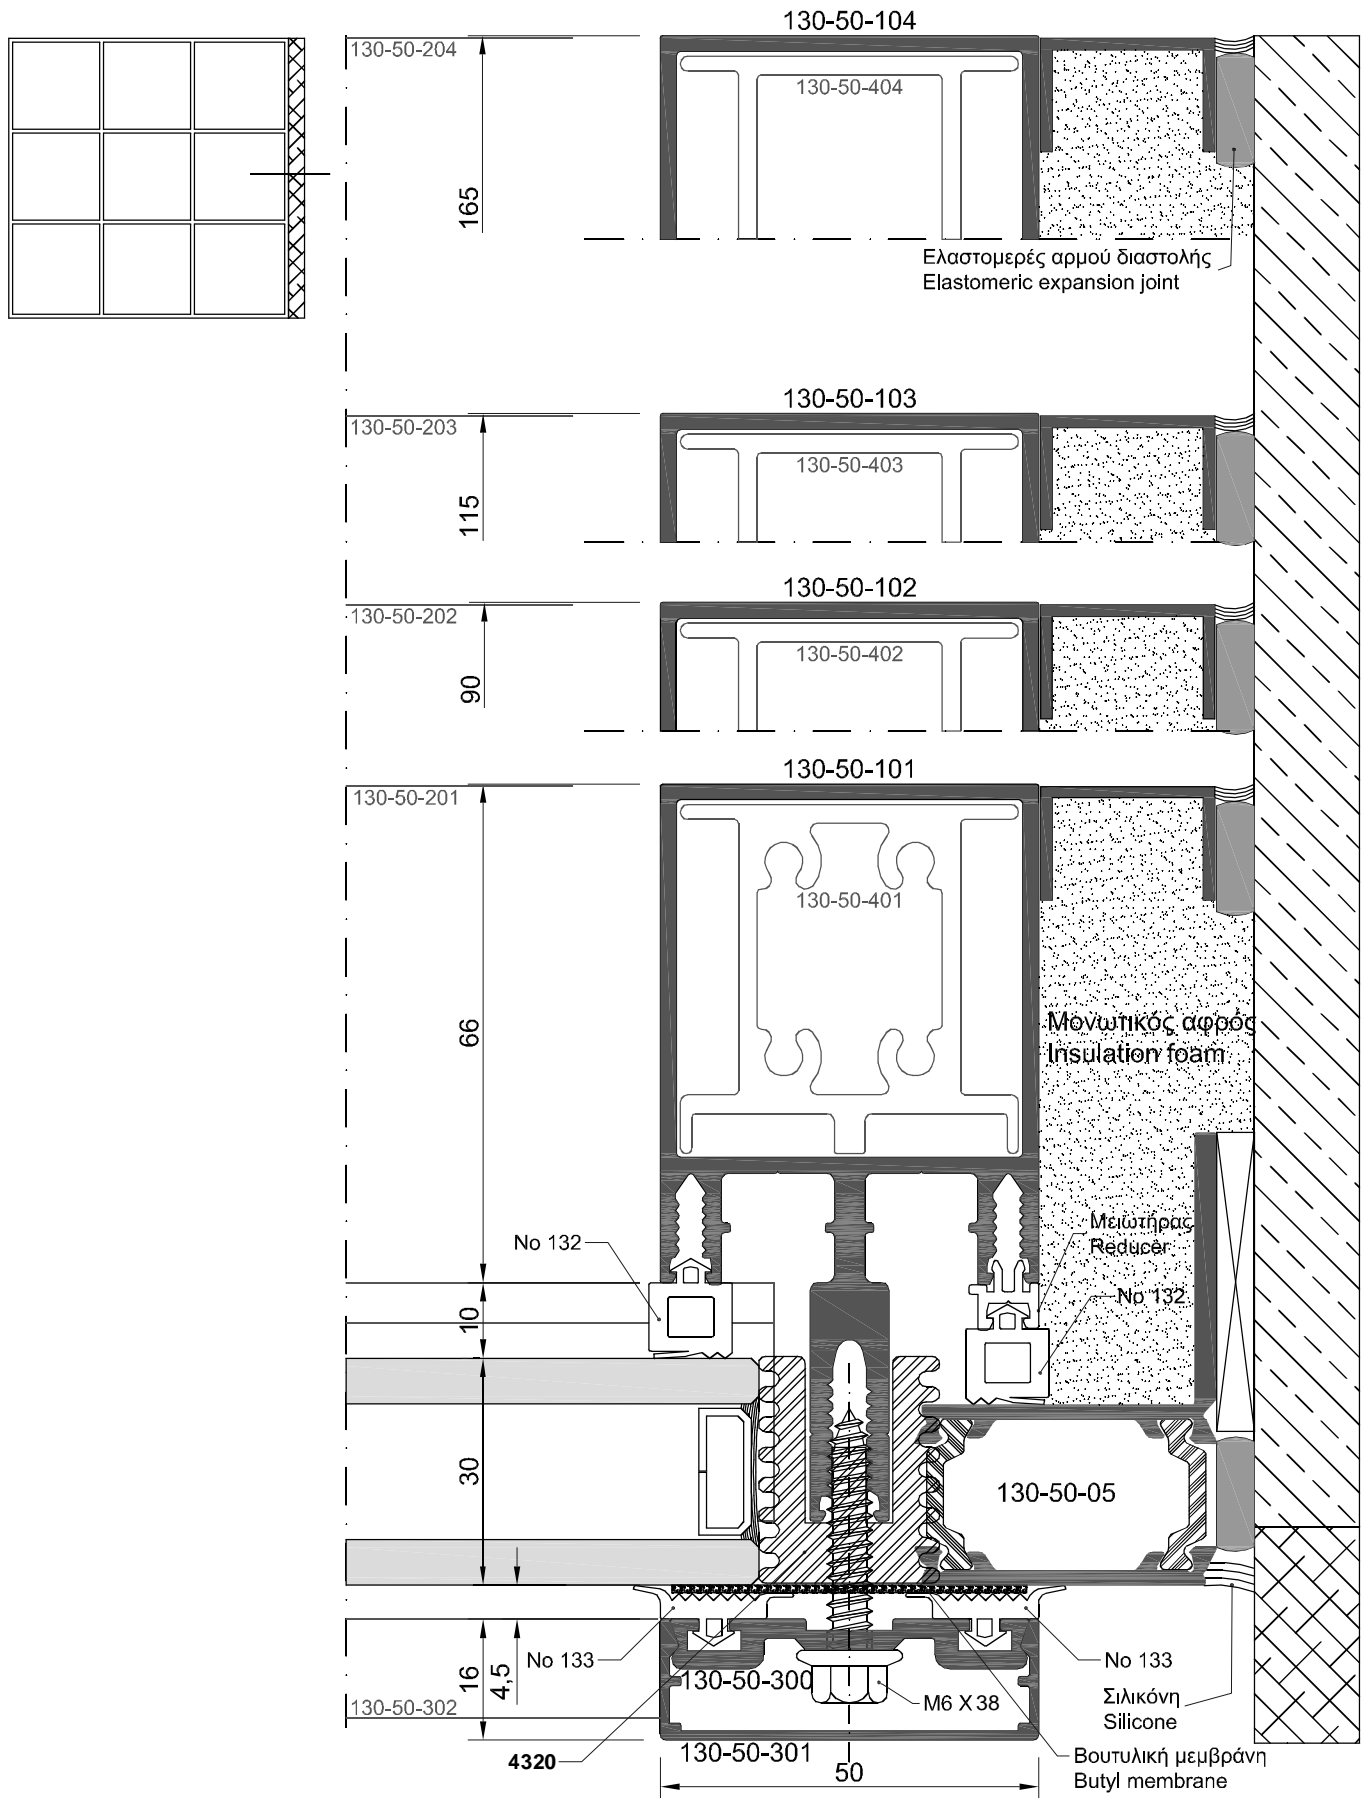 130-50-104
130-50-204
130-50-404
165
Ελαστομερές αρμού διαστολής
Elastomeric expansion joint
130-50-103
130-50-203
130-50-403
115
130-50-102
130-50-202
130-50-402
90
130-50-101
130-50-201
130-50-401
66
Μονωτικός αφρός
Insulation foam
Μειωτήρας
Reducer
No 132
No 132
10
30
130-50-05
No 133
No 133
16
4,5
130-50-300
M6 X 38
130-50-302
Σιλικόνη
Silicone
4320
130-50-301
50
Βουτυλική μεμβράνη
Butyl membrane